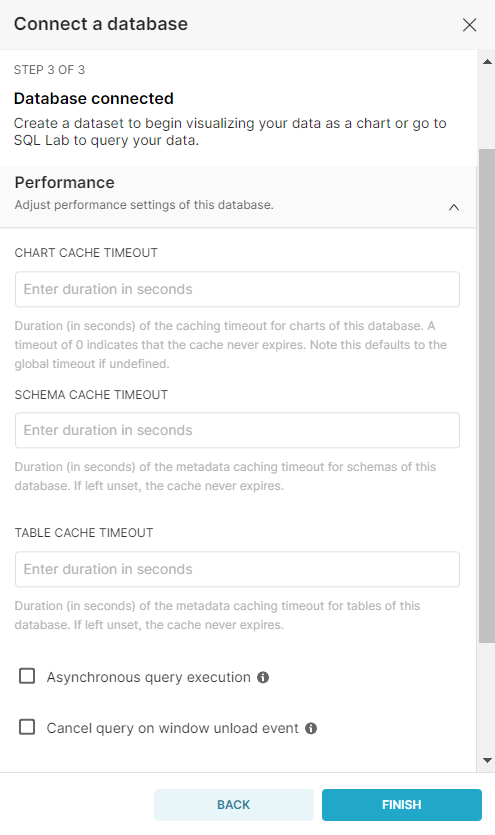 Connect a database
STEP 3 OF 3
Database connected
Create a dataset to begin visualizing your data as a chart or go to
SQL Lab to query your data.
Performance
Adjust performance settings of this database.
CHART CACHE TIMEOUT
Enter duration in seconds
Duration (in seconds) of the caching timeout for charts of this database. A
timeout of 0 indicates that the cache never expires. Note this defaults to the
global timeout if undefined.
SCHEMA CACHE TIMEOUT
Enter duration in seconds
Duration (in seconds) of the metadata caching timeout for schemas of this
database. If left unset, the cache never expires.
TABLE CACHE TIMEOUT
Enter duration in seconds
Duration (in seconds) of the metadata caching timeout for tables of this
database. If left unset, the cache never expires.
Asynchronous query execution
Cancel query on window unload event
BACK
FINISH